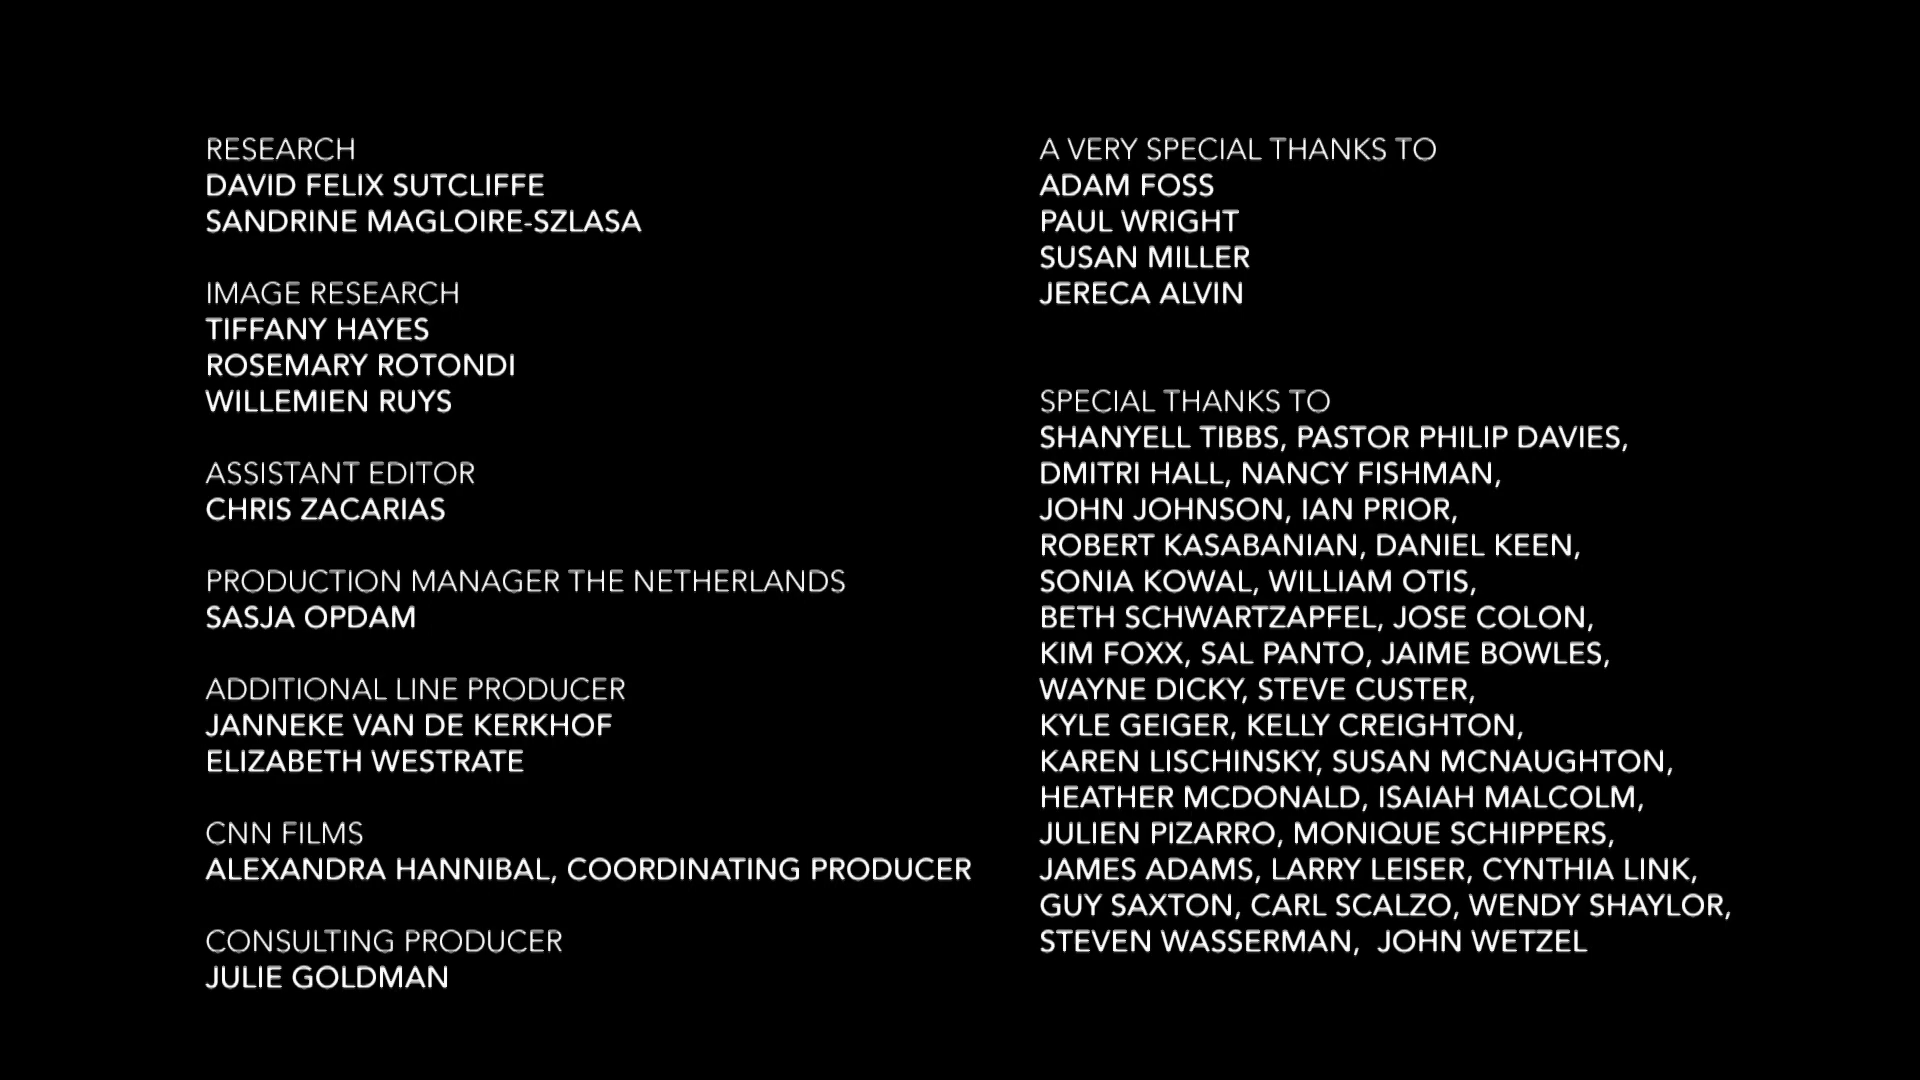 RESEARCH
DAVID FELIX SUTCLIFFE
SANDRINE MAGLOIRE-SZLASA
IMAGE RESEARCH
TIFFANY HAYES
ROSEMARY ROTONDI
WILLEMIEN RUYS
ASSISTANT EDITOR
CHRIS ZACARIAS
PRODUCTION MANAGER THE NETHERLANDS
SASJA OPDAM
ADDITIONAL LINE PRODUCER
JANNEKE VAN DE KERKHOF
ELIZABETH WESTRATE
CNN FILMS
ALEXANDRA HANNIBAL, COORDINATING PRODUCER
CONSULTING PRODUCER
JULIE GOLDMAN
A VERY SPECIAL THANKS TO
ADAM FOSS
PAUL WRIGHT
SUSAN MILLER
JERECA ALVIN
SPECIAL THANKS TO
SHANYELL TIBBS, PASTOR PHILIP DAVIES,
DMITRI HALL, NANCY FISHMAN,
JOHN JOHNSON, IAN PRIOR,
ROBERT KASABANIAN, DANIEL KEEN,
SONIA KOWAL, WILLIAM OTIS,
BETH SCHWARTZAPFEL, JOSE COLON,
KIM FOXX, SAL PANTO, JAIME BOWLES,
WAYNE DICKY, STEVE CUSTER,
KYLE GEIGER, KELLY CREIGHTON,
KAREN LISCHINSKY, SUSAN MCNAUGHTON,
HEATHER MCDONALD, ISAIAH MALCOLM,
JULIEN PIZARRO, MONIQUE SCHIPPERS,
JAMES ADAMS, LARRY LEISER, CYNTHIA LINK,
GUY SAXTON, CARL SCALZO, WENDY SHAYLOR,
STEVEN WASSERMAN,  JOHN WETZEL